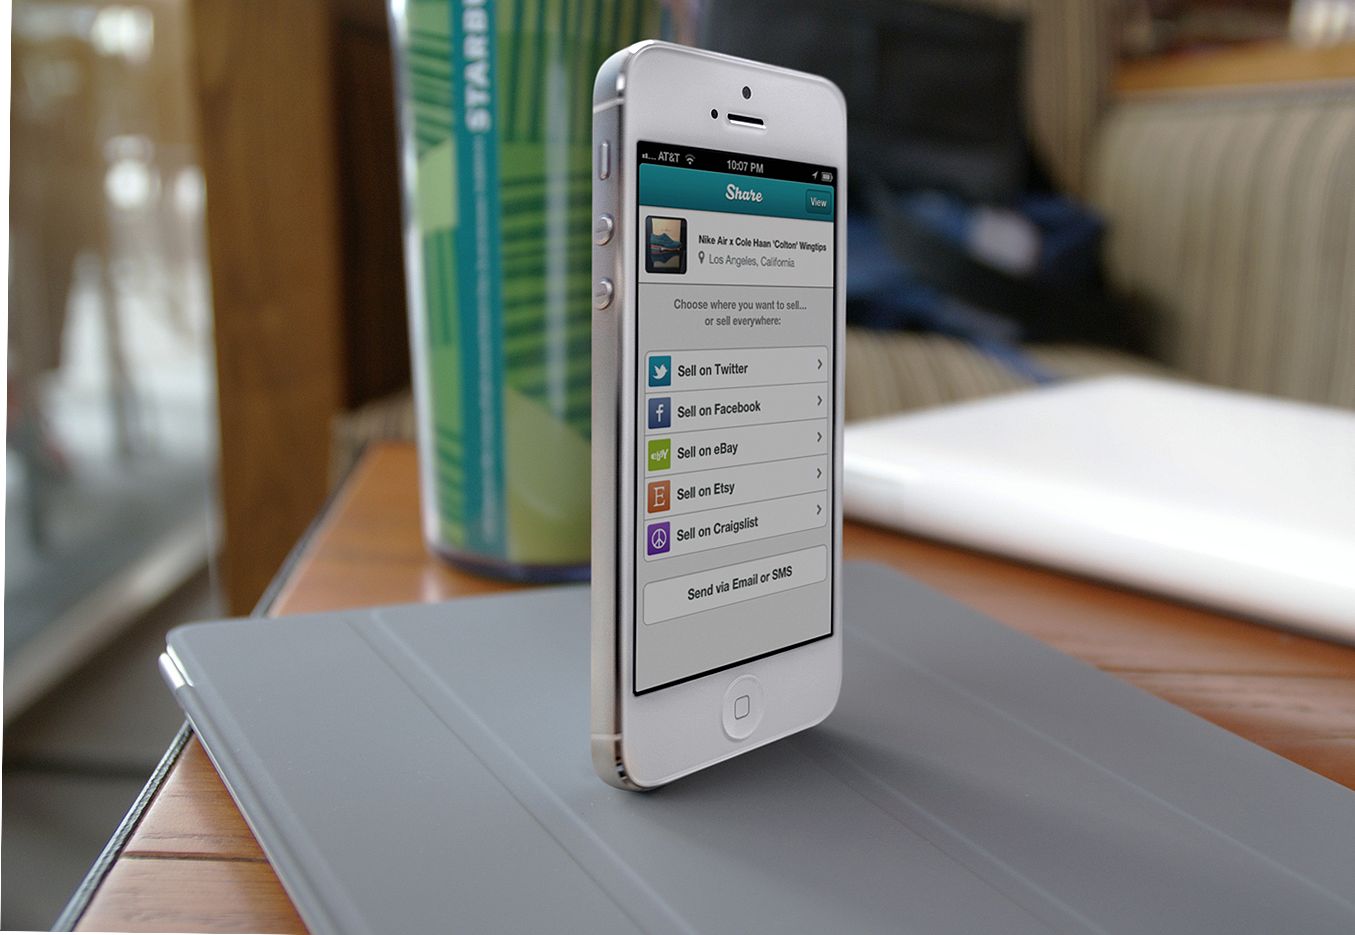 STARBU
AT&T 10:07 PM
Share
View
Nike Air x Cole Haan 'Colton' Wingtips
Los Angeles, California
Choose where you want to sell...
or sell everywhere:
Sell on Twitter
f
Sell on Facebook
ebY
Sell on eBay
E
Sell on Etsy
Sell on Craigslist
Send via Email or SMS